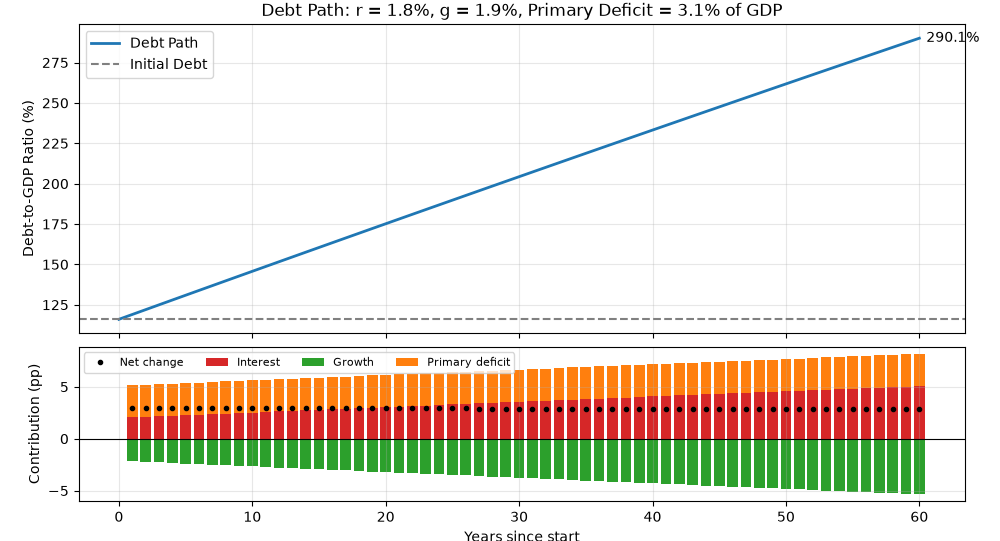 Debt Path: r = 1.8%, g = 1.9%, Primary Deficit = 3.1% of GDP
Debt-to-GDP Ratio (%)
Debt Path
Initial Debt
290.1%
275
250
225
200
175
150
125
Contribution (pp)
Net change Interest Growth Primary deficit
5
0
−5
0 10 20 30 40 50 60
Years since start